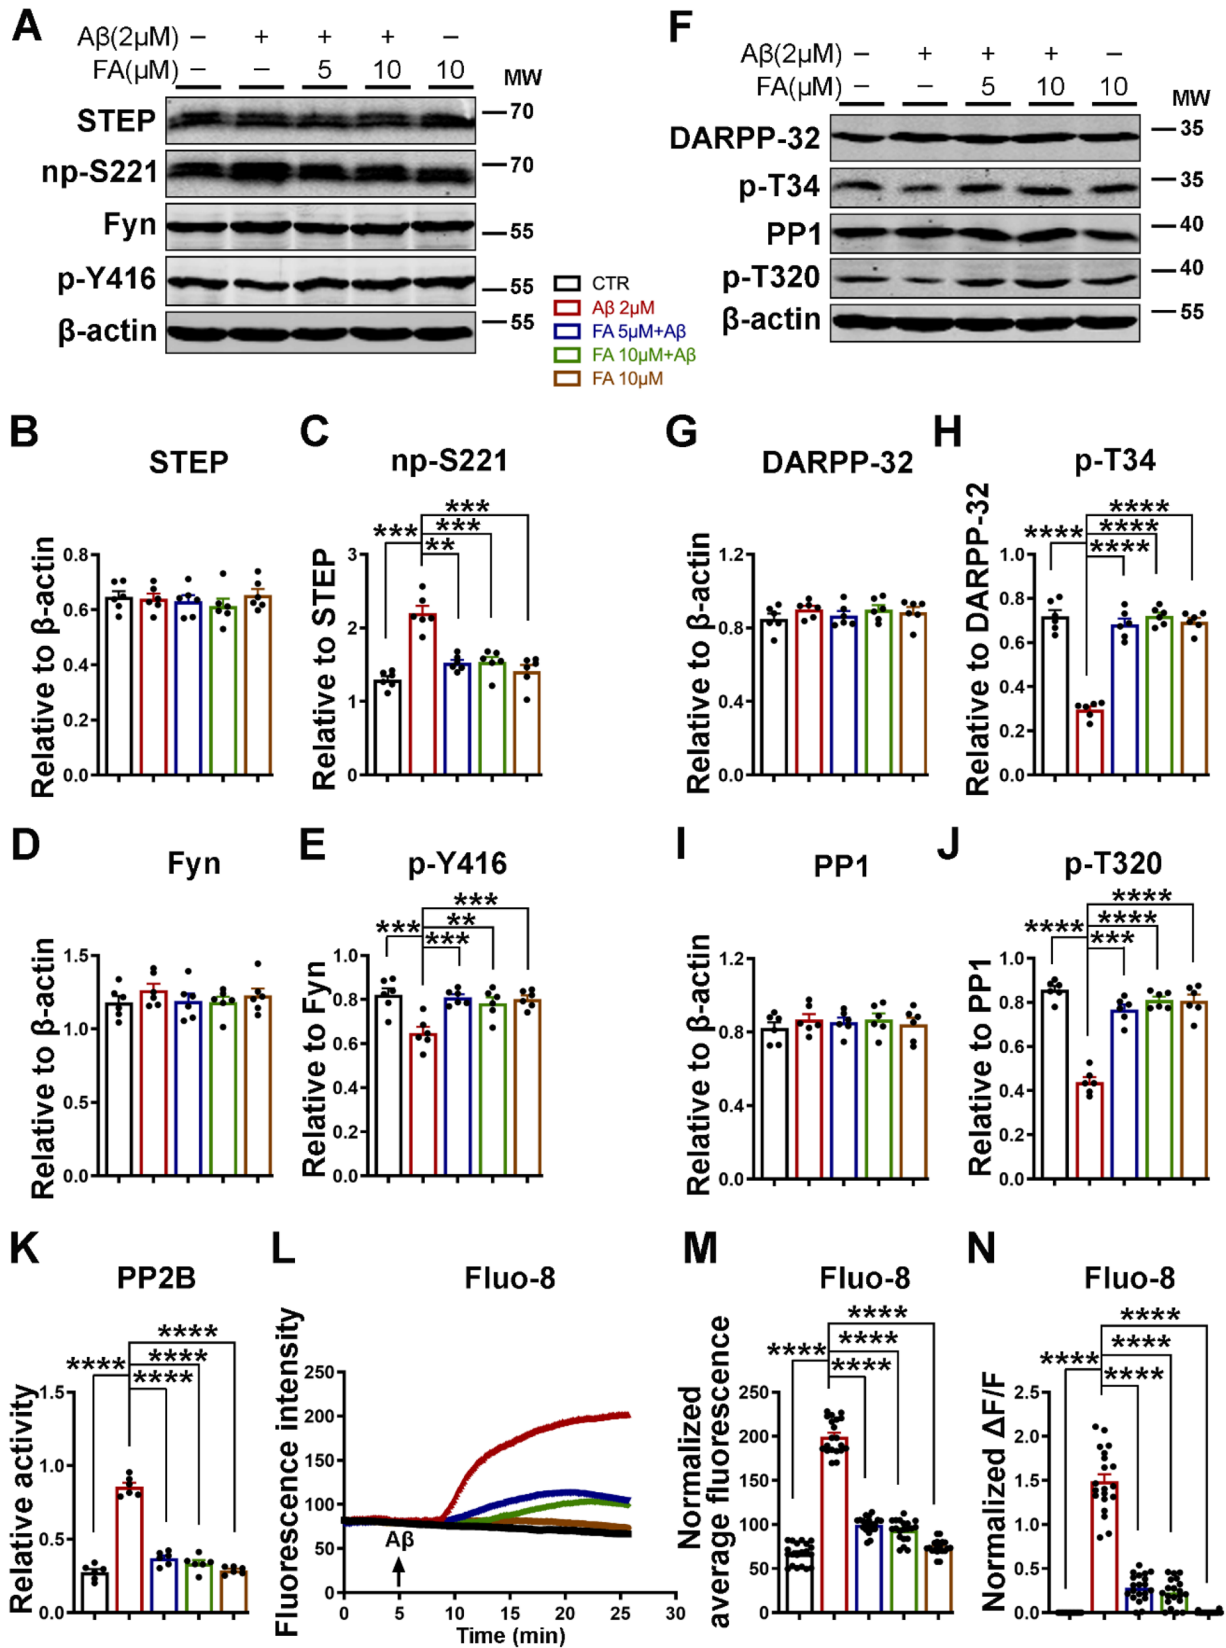 A
Aβ(2μM) – + + + –
FA(μM) – – 5 10 10
MW
STEP
70
np-S221
70
Fyn
55
p-Y416
55
β-actin
55
CTR
Aβ 2μM
FA 5μM+Aβ
FA 10μM+Aβ
FA 10μM
F
Aβ(2μM) – + + + –
FA(μM) – – 5 10 10
MW
DARPP-32
35
p-T34
35
PP1
40
p-T320
40
β-actin
55
B
STEP
Relative to β-actin
0.8
0.6
0.4
0.2
0.0
C
np-S221
Relative to STEP
3
2
1
0
***
***
***
**
G
DARPP-32
Relative to β-actin
1.2
0.8
0.4
0.0
H
p-T34
Relative to DARPP-32
1.0
0.8
0.6
0.4
0.2
0.0
****
****
****
****
D
Fyn
Relative to β-actin
1.5
1.0
0.5
0.0
E
p-Y416
Relative to Fyn
1.0
0.8
0.6
0.4
0.2
0.0
***
**
***
***
I
PP1
Relative to β-actin
1.2
0.8
0.4
0.0
J
p-T320
Relative to PP1
1.0
0.8
0.6
0.4
0.2
0.0
****
****
****
***
K
PP2B
Relative activity
1.5
1.0
0.5
0.0
****
****
****
****
L
Fluo-8
Fluorescence intensity
250
200
150
100
50
0
Aβ
0 5 10 15 20 25 30
Time (min)
M
Fluo-8
Normalized
average fluorescence
250
200
150
100
50
0
****
****
****
****
N
Fluo-8
Normalized ΔF/F
2.5
2.0
1.5
1.0
0.5
0.0
****
****
****
****